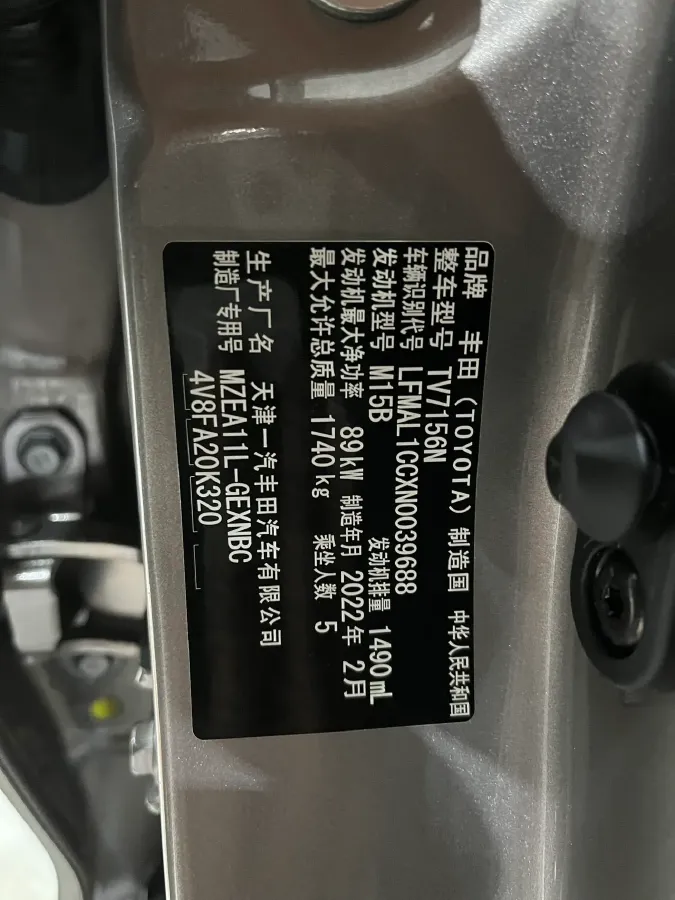 品牌 丰田（TOYOTA） 制造国 中华人民共和国
整车型号 TV7156N
车辆识别代号 LFMAL1CCXN0039688
发动机型号 M15B 发动机排量 1490mL
发动机最大净功率 89kW 制造年月 2022年2月
最大允许总质量 1740kg 乘坐人数 5
生产厂名 天津一汽丰田汽车有限公司
制造厂专用号 MZEA11L-GEXNBC
4V8FA20K320